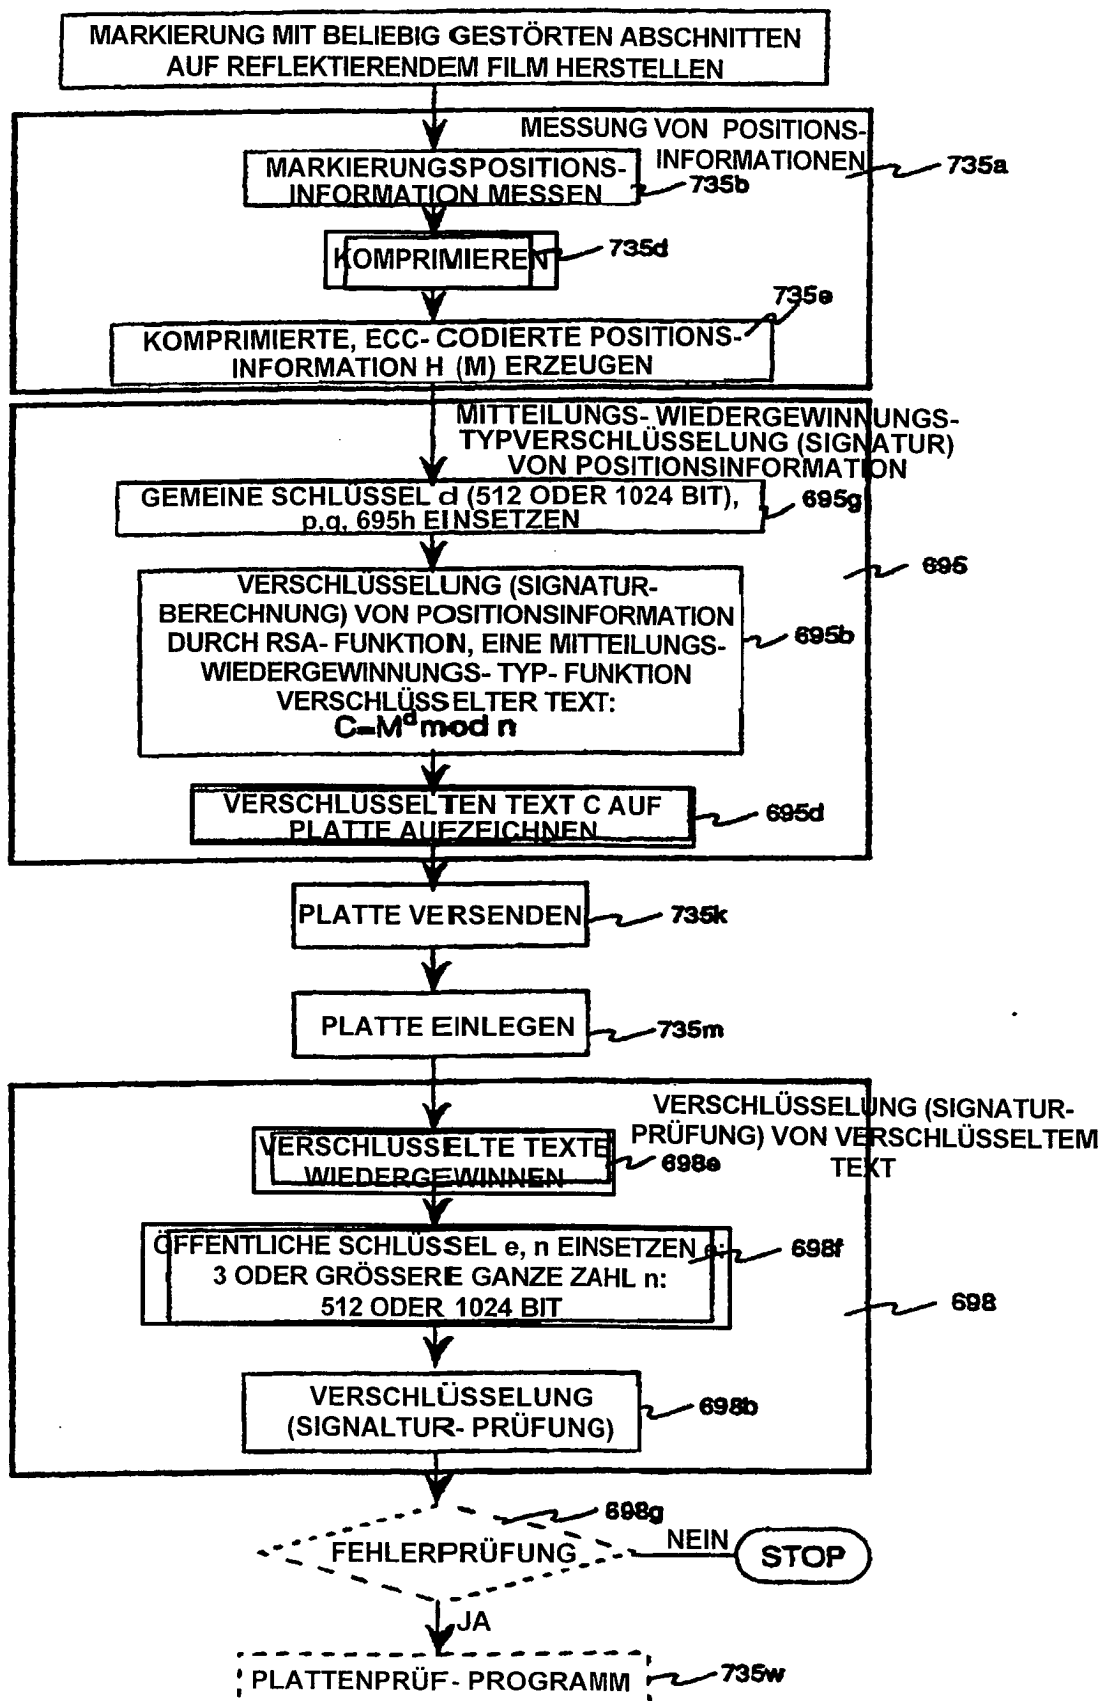 MARKIERUNG MIT BELIEBIG GESTÖRTEN ABSCHNITTEN
AUF REFLEKTIERENDEM FILM HERSTELLEN
MESSUNG VON POSITIONS-
INFORMATIONEN
735a
MARKIERUNGSPOSITIONS-
INFORMATION MESSEN
735b
KOMPRIMIEREN
735d
735e
KOMPRIMIERTE, ECC- CODIERTE POSITIONS-
INFORMATION H (M) ERZEUGEN
MITTEILUNGS- WIEDERGEWINNUNGS-
TYPVERSCHLÜSSELUNG (SIGNATUR)
VON POSITIONSINFORMATION
GEMEINE SCHLÜSSEL d (512 ODER 1024 BIT),
p,q, 695h EINSETZEN
695g
695
VERSCHLÜSSELUNG (SIGNATUR-
BERECHNUNG) VON POSITIONSINFORMATION
DURCH RSA- FUNKTION, EINE MITTEILUNGS-
WIEDERGEWINNUNGS- TYP- FUNKTION
VERSCHLÜSSELTER TEXT:
C=M^d mod n
695b
VERSCHLUSSELTEN TEXT C AUF
PLATTE AUFZEICHNEN
695d
PLATTE VERSENDEN
735k
PLATTE EINLEGEN
735m
VERSCHLÜSSELUNG (SIGNATUR-
PRÜFUNG) VON VERSCHLÜSSELTEM
TEXT
VERSCHLUSSELTE TEXTE
WIEDERGEWINNEN
698e
ÖFFENTLICHE SCHLÜSSEL e, n EINSETZEN e:
3 ODER GRÖSSERE GANZE ZAHL n:
512 ODER 1024 BIT
698f
698
VERSCHLÜSSELUNG
(SIGNALTUR- PRÜFUNG)
698b
698g
FEHLERPRÜFUNG
NEIN
STOP
JA
PLATTENPRÜF- PROGRAMM
735w